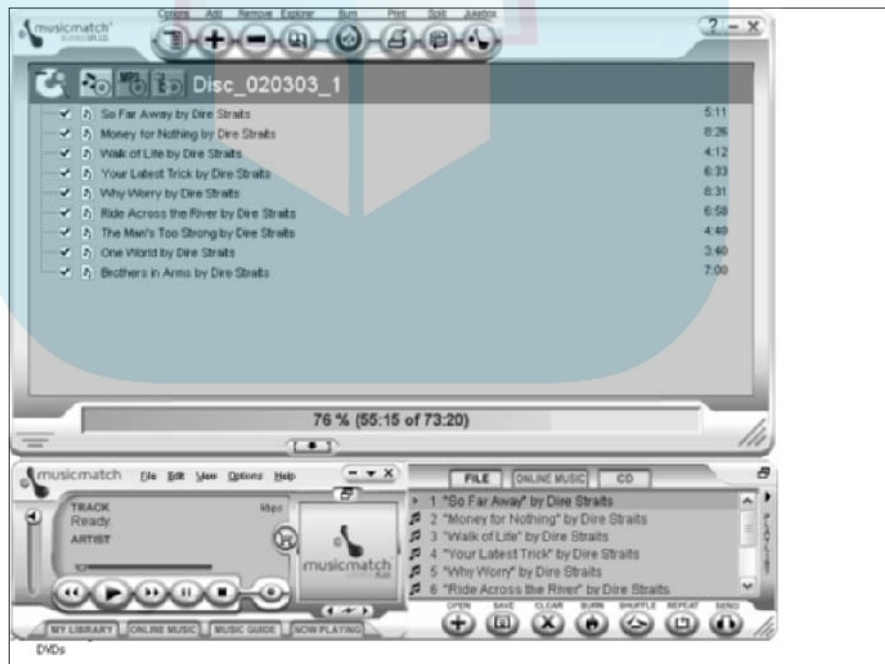 Options Add Remove Explorer Burn Print Split Jukebox
musicmatch
? - X
MP3
Disc_020303_1
So Far Away by Dire Straits 5:11
Money for Nothing by Dire Straits 8:26
Walk of Life by Dire Straits 4:12
Your Latest Trick by Dire Straits 6:33
Why Worry by Dire Straits 8:31
Ride Across the River by Dire Straits 6:58
The Man's Too Strong by Dire Straits 4:40
One World by Dire Straits 3:40
Brothers in Arms by Dire Straits 7:00
76 % (55:15 of 73:20)
musicmatch File Edit View Options Help
TRACK kbps
Ready.
ARTIST
musicmatch
PLUS
MY LIBRARY ONLINE MUSIC MUSIC GUIDE NOW PLAYING
FILE ONLINE MUSIC CD
1 "So Far Away" by Dire Straits
2 "Money for Nothing" by Dire Straits
3 "Walk of Life" by Dire Straits
4 "Your Latest Trick" by Dire Straits
5 "Why Worry" by Dire Straits
6 "Ride Across the River" by Dire Straits
PLAYLIST
OPEN SAVE CLEAR BURN SHUFFLE REPEAT SEND
DVDs